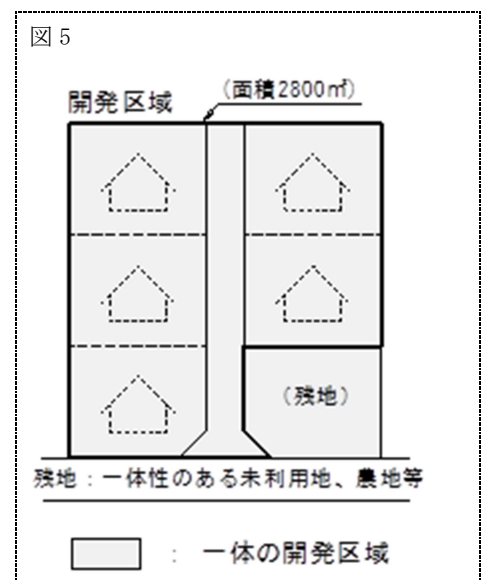 図5
(面積2800㎡)
開発区域
(残地)
残地：一体性のある未利用地、農地等
： 一体の開発区域